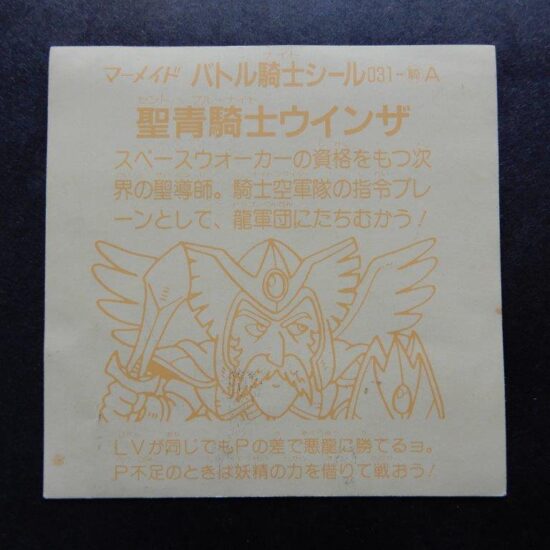 マーメイド バトル騎士シール031-騎A
聖青騎士ウインザ
スペースウォーカーの資格をもつ次
界の聖導師。騎士空軍隊の指令ブレ
ーンとして、龍軍団にたちむかう！
LVが同じでもPの差で悪龍に勝てるョ。
P不足のときは妖精の力を借りて戦おう！